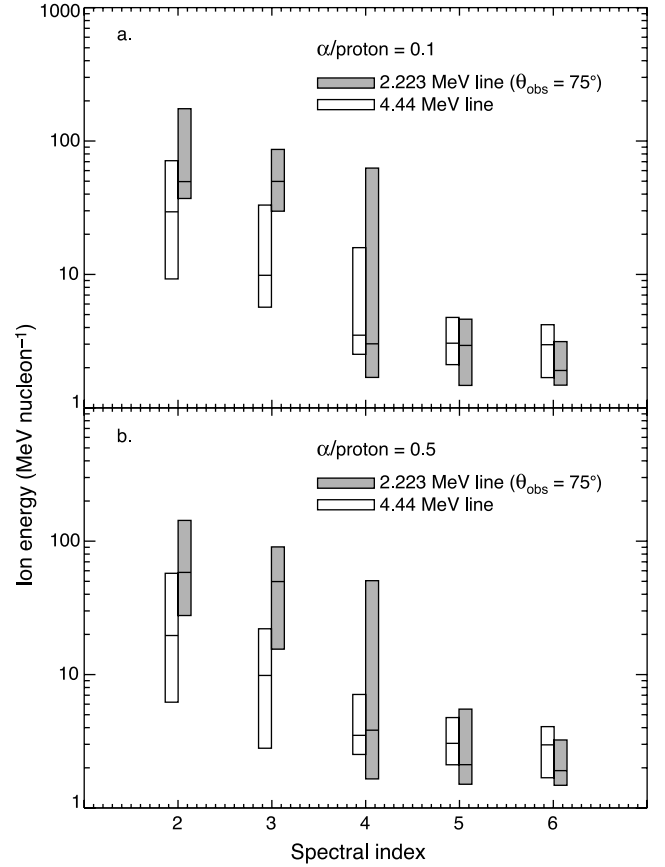 1000
a.
α/proton = 0.1
2.223 MeV line (θobs = 75°)
4.44 MeV line
100
10
1
b.
α/proton = 0.5
2.223 MeV line (θobs = 75°)
4.44 MeV line
100
10
1
Ion energy (MeV nucleon⁻¹)
2 3 4 5 6
Spectral index